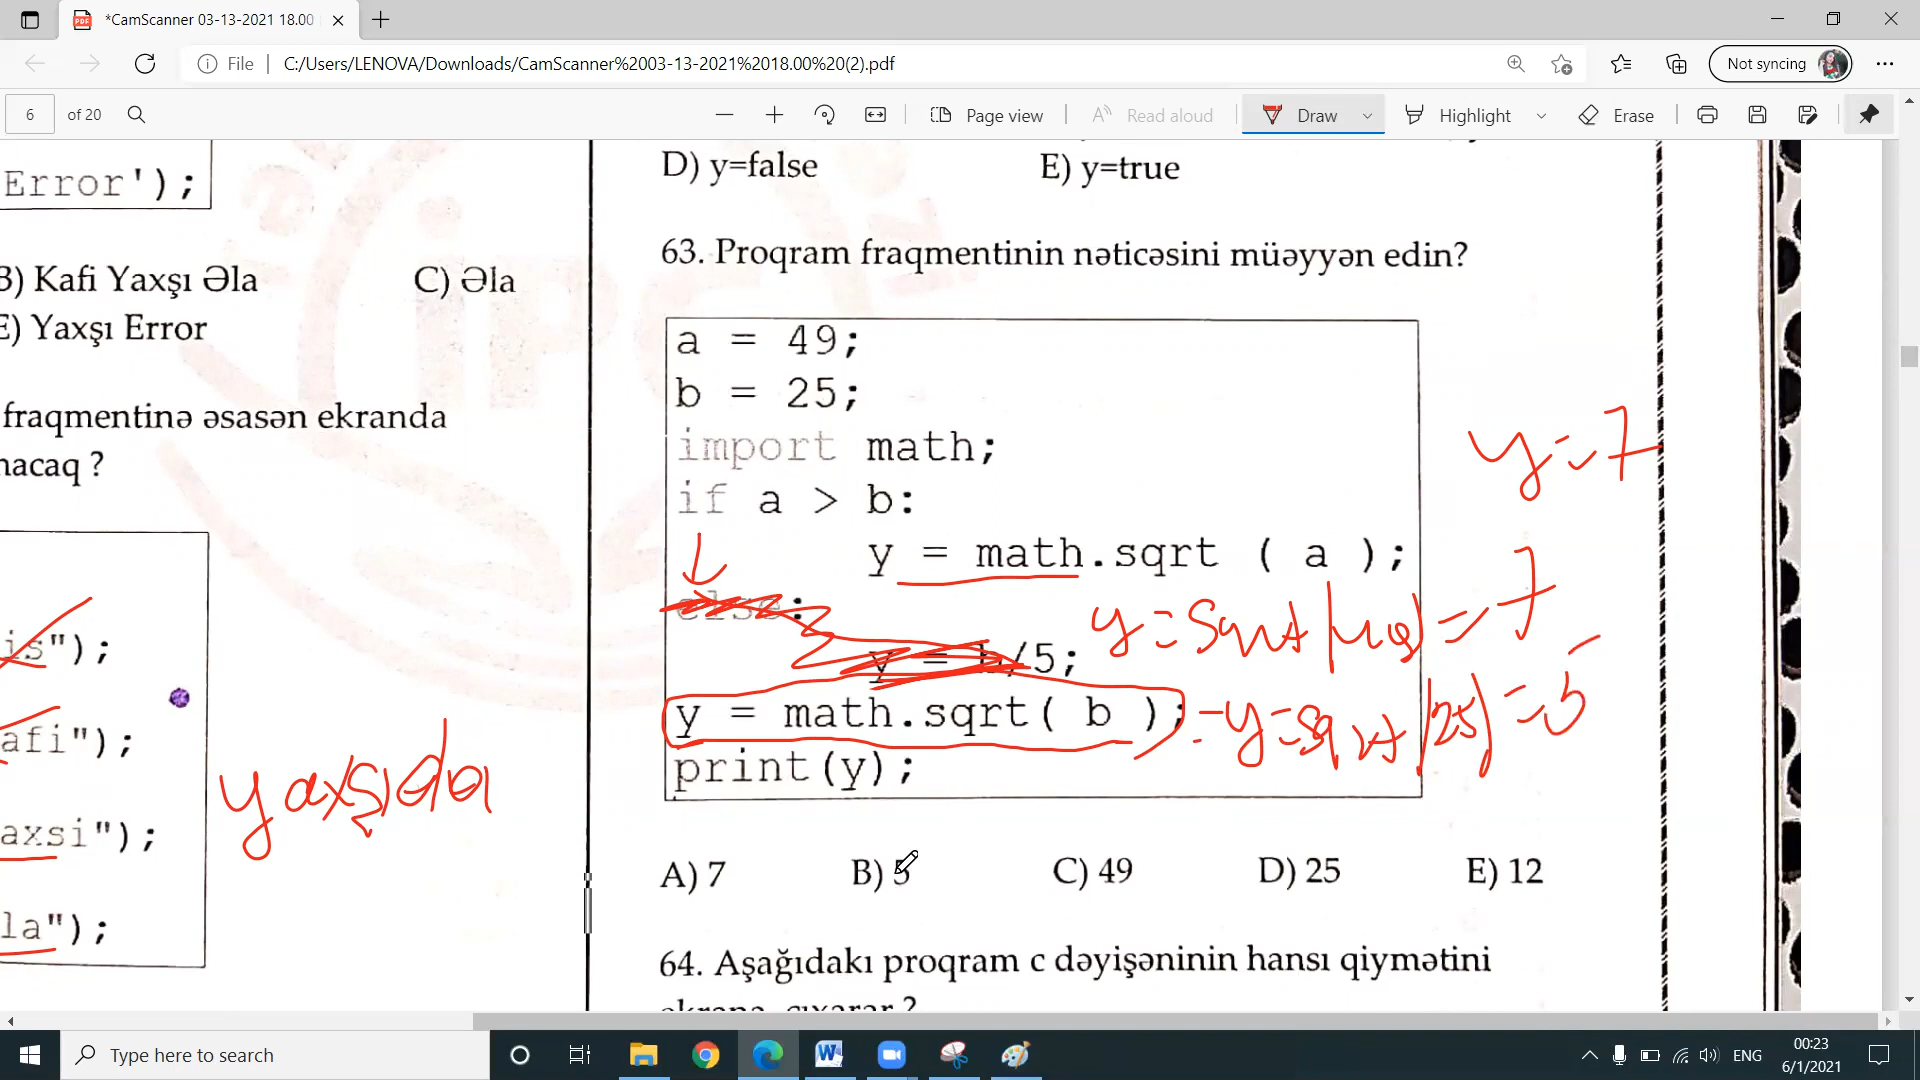 *CamScanner 03-13-2021 18.00
File
C:/Users/LENOVA/Downloads/CamScanner%2003-13-2021%2018.00%20(2).pdf
Not syncing
6 of 20
Page view
Read aloud
Draw
Highlight
Erase
Error');
B) Kafi Yaxşı Əla C) Əla
E) Yaxşı Error
fraqmentinə əsasən ekranda
nacaq ?
is");
afi");
axsi");
la");
yaxşıdı
D) y=false E) y=true
63. Proqram fraqmentinin nəticəsini müəyyən edin?
a = 49;
b = 25;
import math;
if a > b:
y = math.sqrt ( a );
else:
y = b/5;
y = math.sqrt( b );
print(y);
y=7
y=sqrt(49)=7
y=sqrt(25)=5
A) 7 B) 5 C) 49 D) 25 E) 12
64. Aşağıdakı proqram c dəyişəninin hansı qiymətini
ekrana çıxarar ?
Type here to search
ENG
00:23
6/1/2021